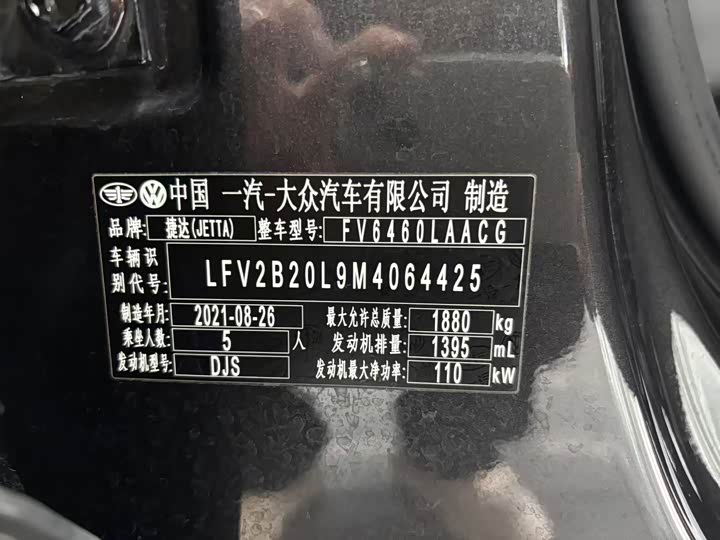 中国 一汽-大众汽车有限公司 制造
品牌: 捷达(JETTA) 整车型号: FV6460LAACG
车辆识别代号: LFV2B20L9M4064425
制造年月: 2021-08-26 最大允许总质量: 1880 kg
乘坐人数: 5 人 发动机排量: 1395 mL
发动机型号: DJS 发动机最大净功率: 110 kW